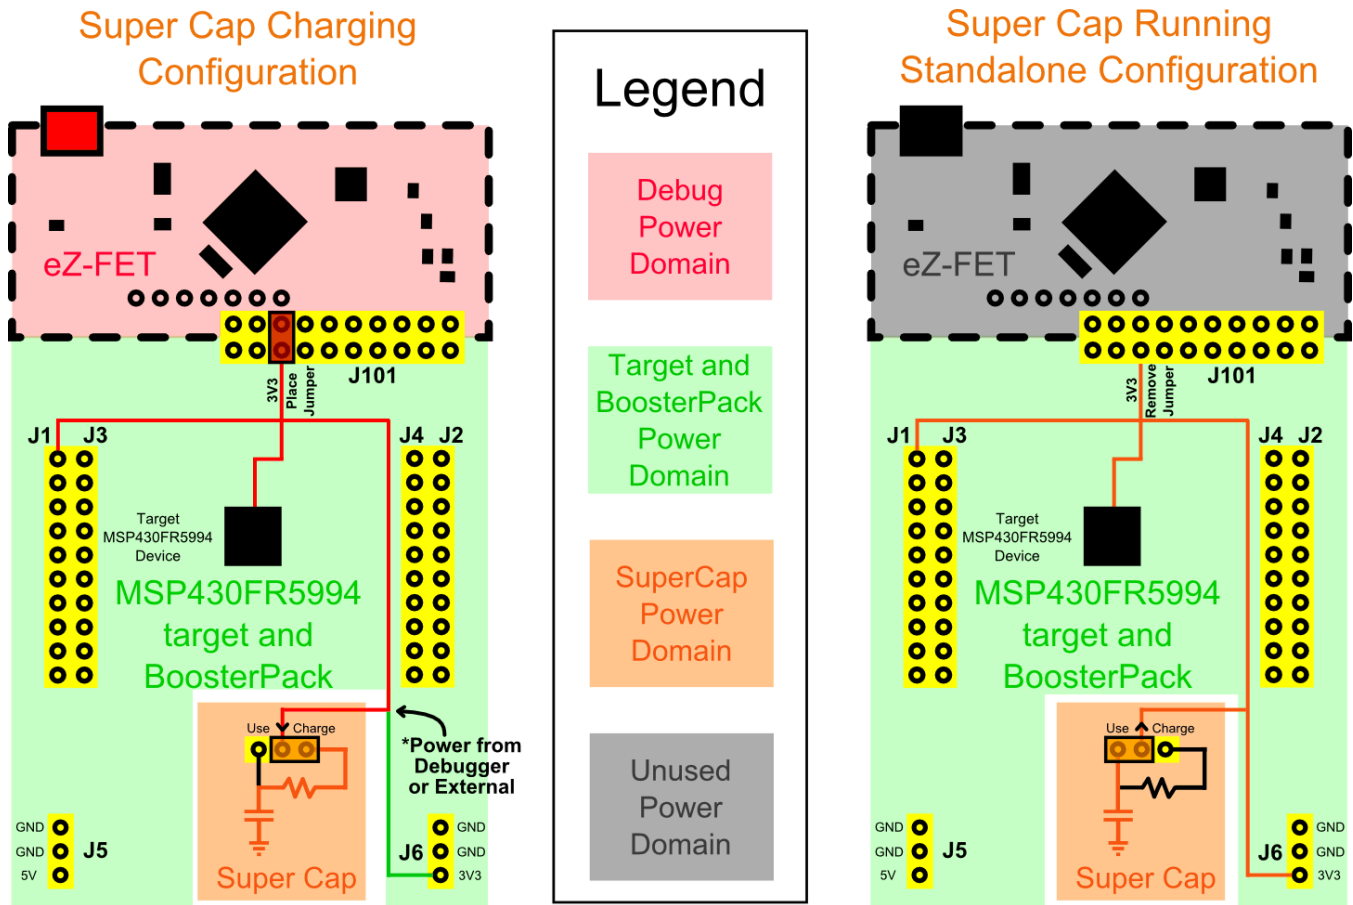 Super Cap Charging
Configuration
eZ-FET
J101
3V3
Place
Jumper
J1
J3
J4
J2
Target
MSP430FR5994
Device
MSP430FR5994
target and
BoosterPack
Use
Charge
*Power from
Debugger
or External
Super Cap
GND
GND
5V
J5
J6
GND
GND
3V3
Legend
Debug
Power
Domain
Target and
BoosterPack
Power
Domain
SuperCap
Power
Domain
Unused
Power
Domain
Super Cap Running
Standalone Configuration
eZ-FET
J101
3V3
Remove
Jumper
J1
J3
J4
J2
Target
MSP430FR5994
Device
MSP430FR5994
target and
BoosterPack
Use
Charge
Super Cap
GND
GND
5V
J5
J6
GND
GND
3V3